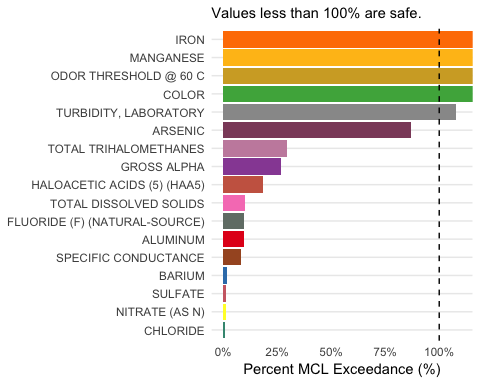 Values less than 100% are safe.
IRON
MANGANESE
ODOR THRESHOLD @ 60 C
COLOR
TURBIDITY, LABORATORY
ARSENIC
TOTAL TRIHALOMETHANES
GROSS ALPHA
HALOACETIC ACIDS (5) (HAA5)
TOTAL DISSOLVED SOLIDS
FLUORIDE (F) (NATURAL-SOURCE)
ALUMINUM
SPECIFIC CONDUCTANCE
BARIUM
SULFATE
NITRATE (AS N)
CHLORIDE
0% 25% 50% 75% 100%
Percent MCL Exceedance (%)